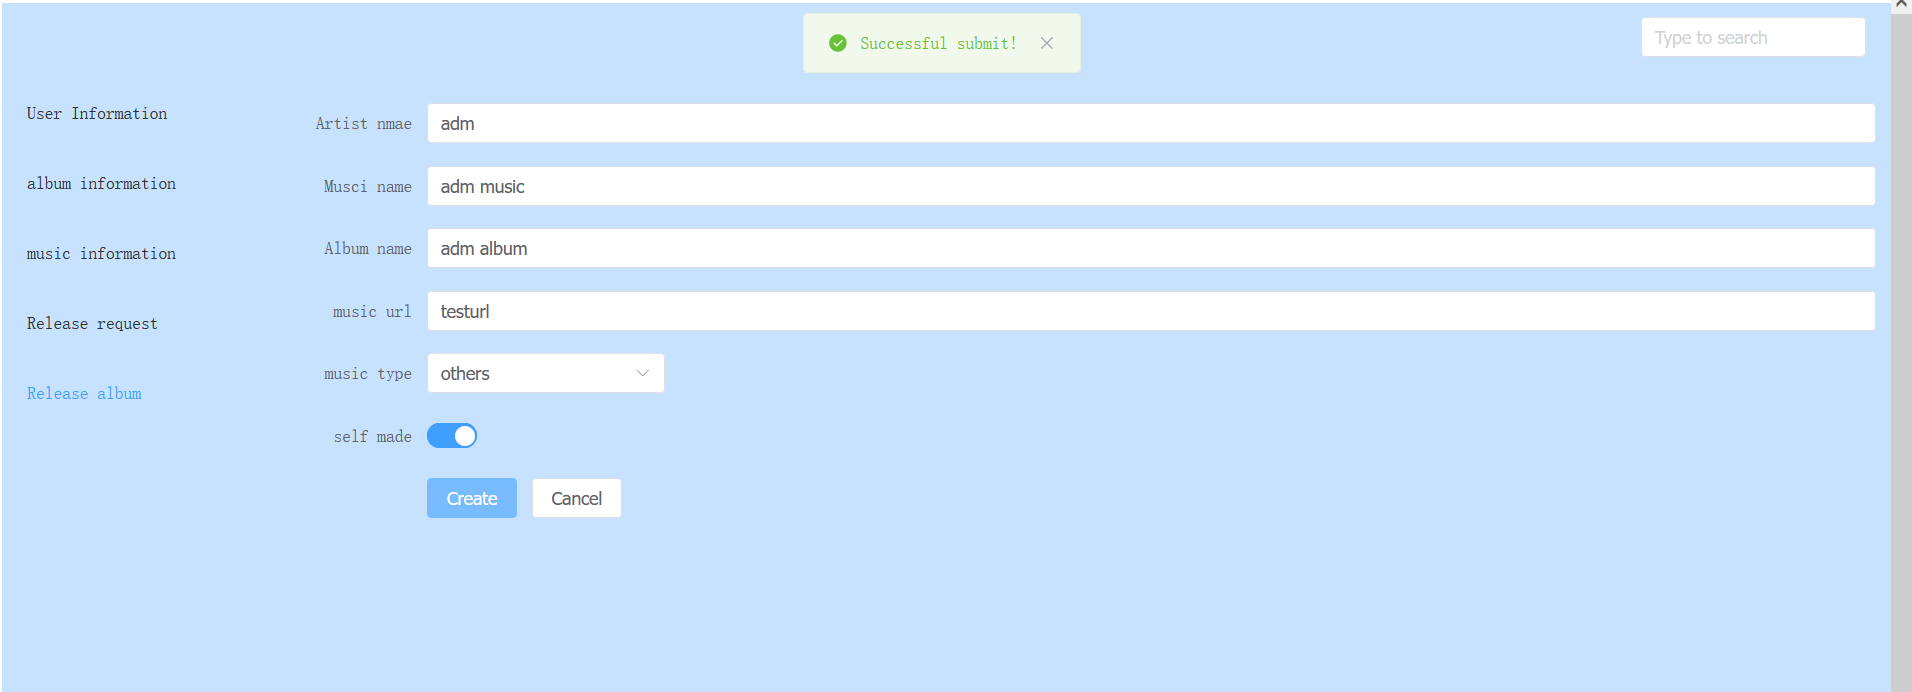 Successful submit!
Type to search
User Information
album information
music information
Release request
Release album
Artist nmae
adm
Musci name
adm music
Album name
adm album
music url
testurl
music type
others
self made
Create
Cancel